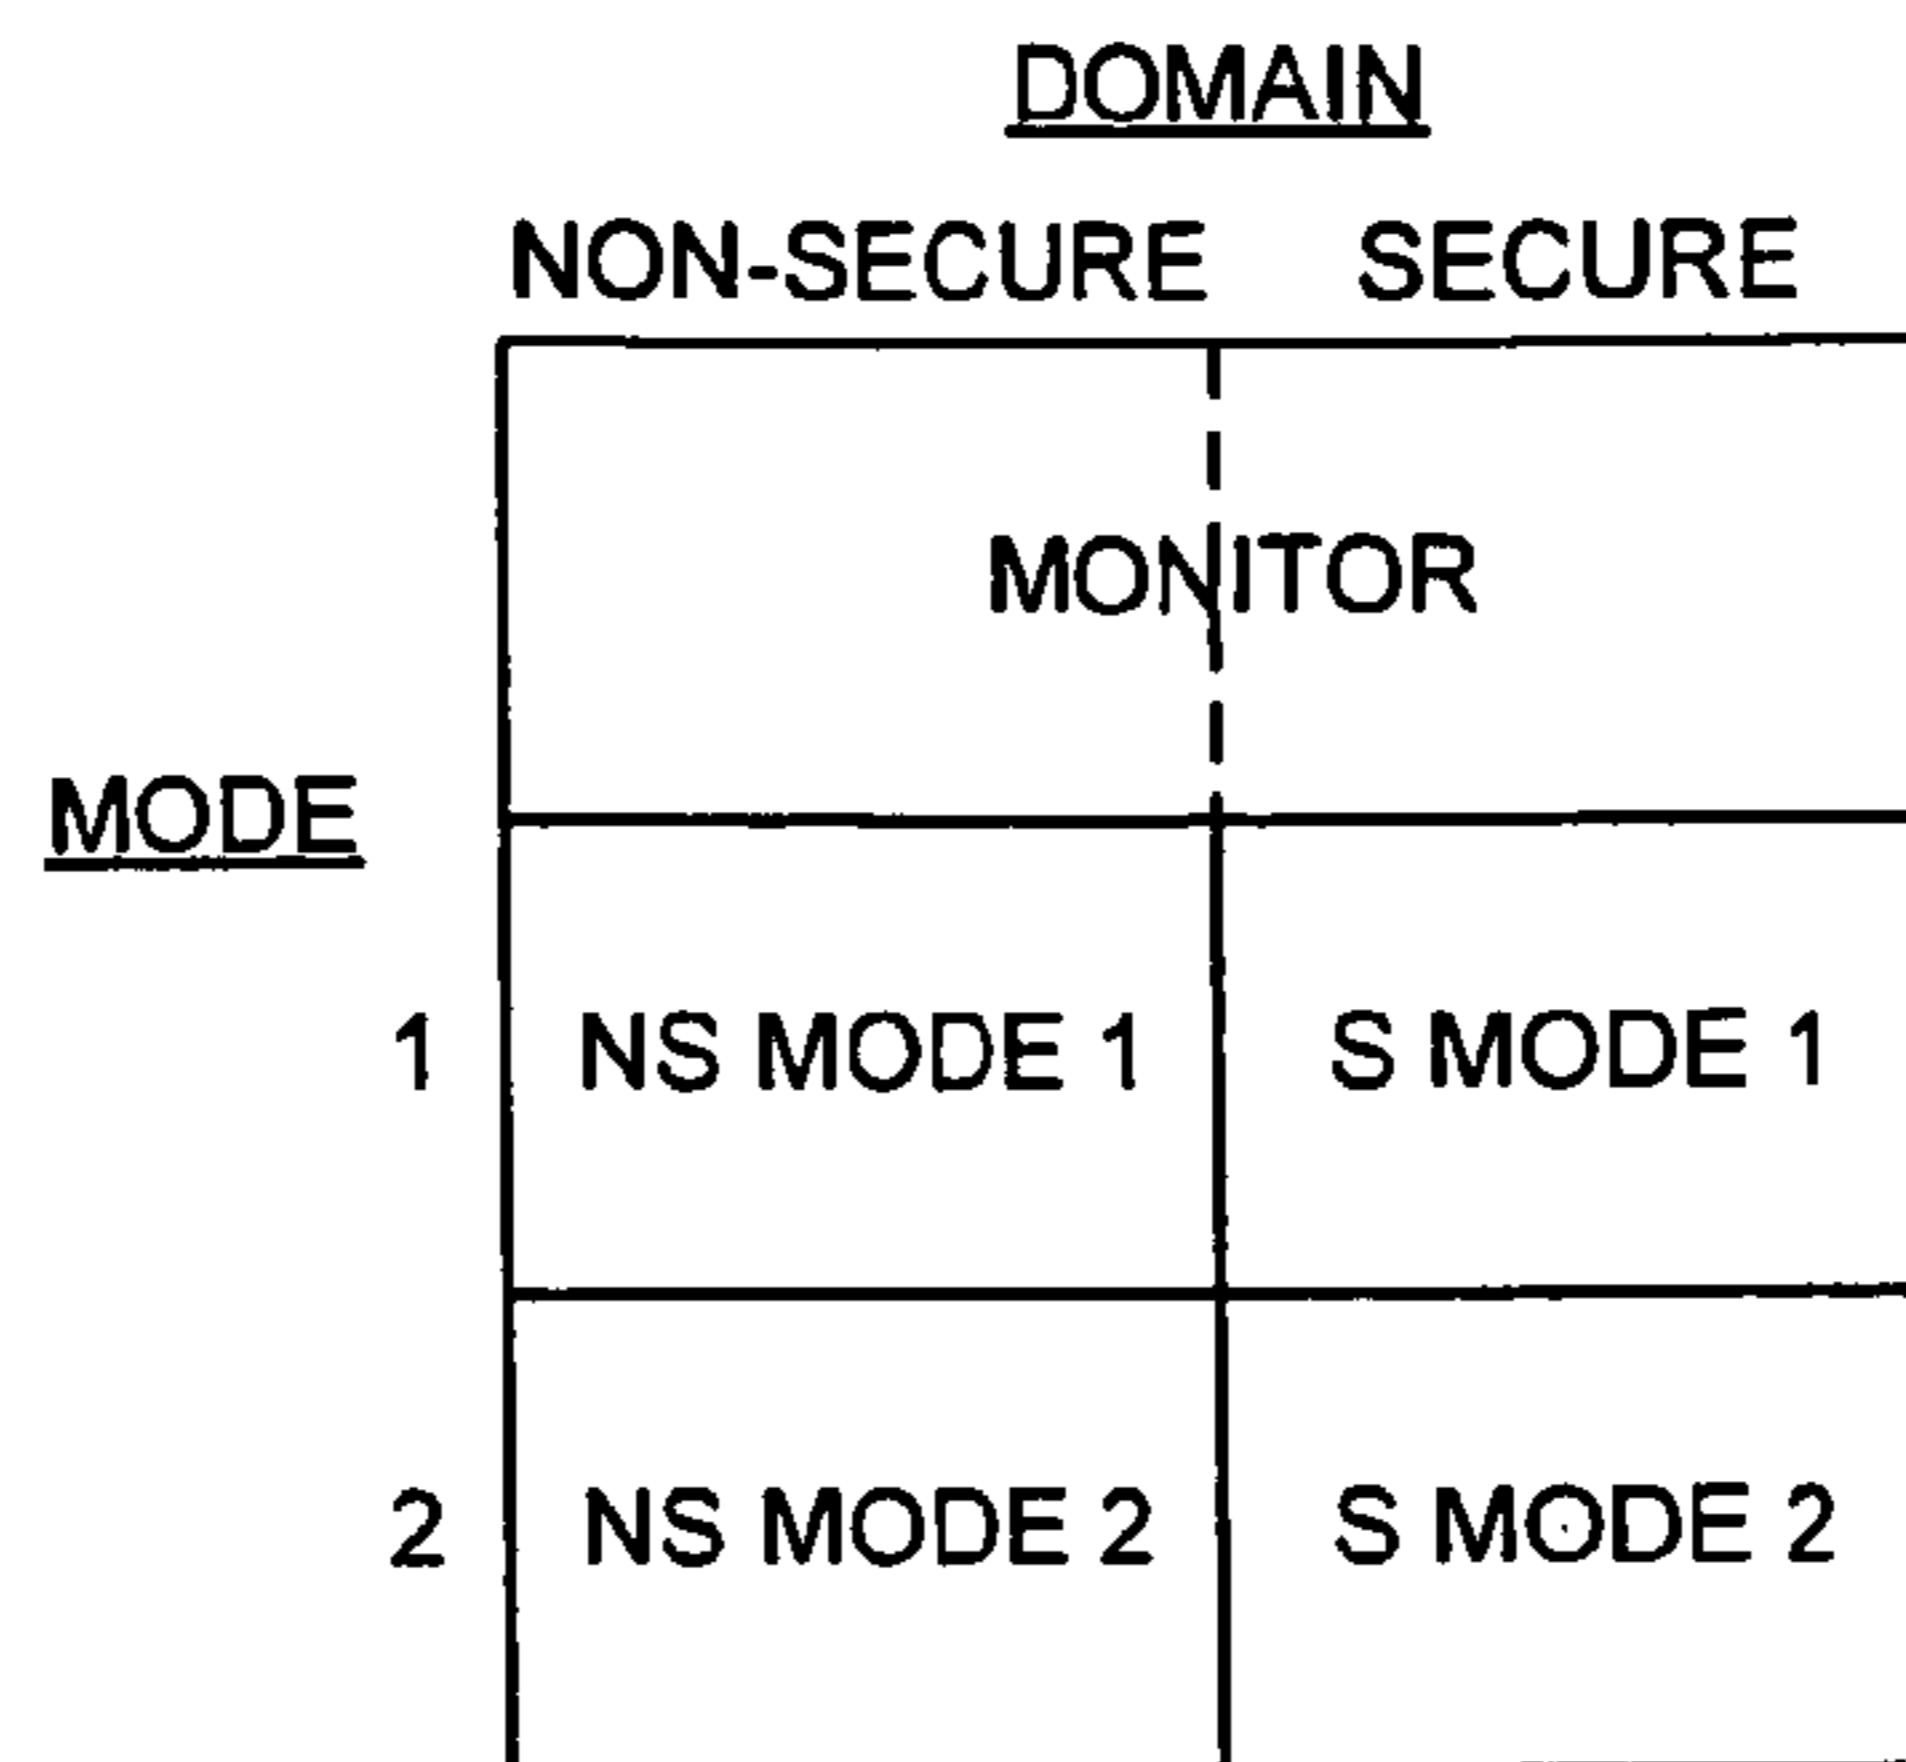 DOMAIN
NON-SECURE SECURE
MONITOR
MODE
1 NS MODE 1 S MODE 1
2 NS MODE 2 S MODE 2